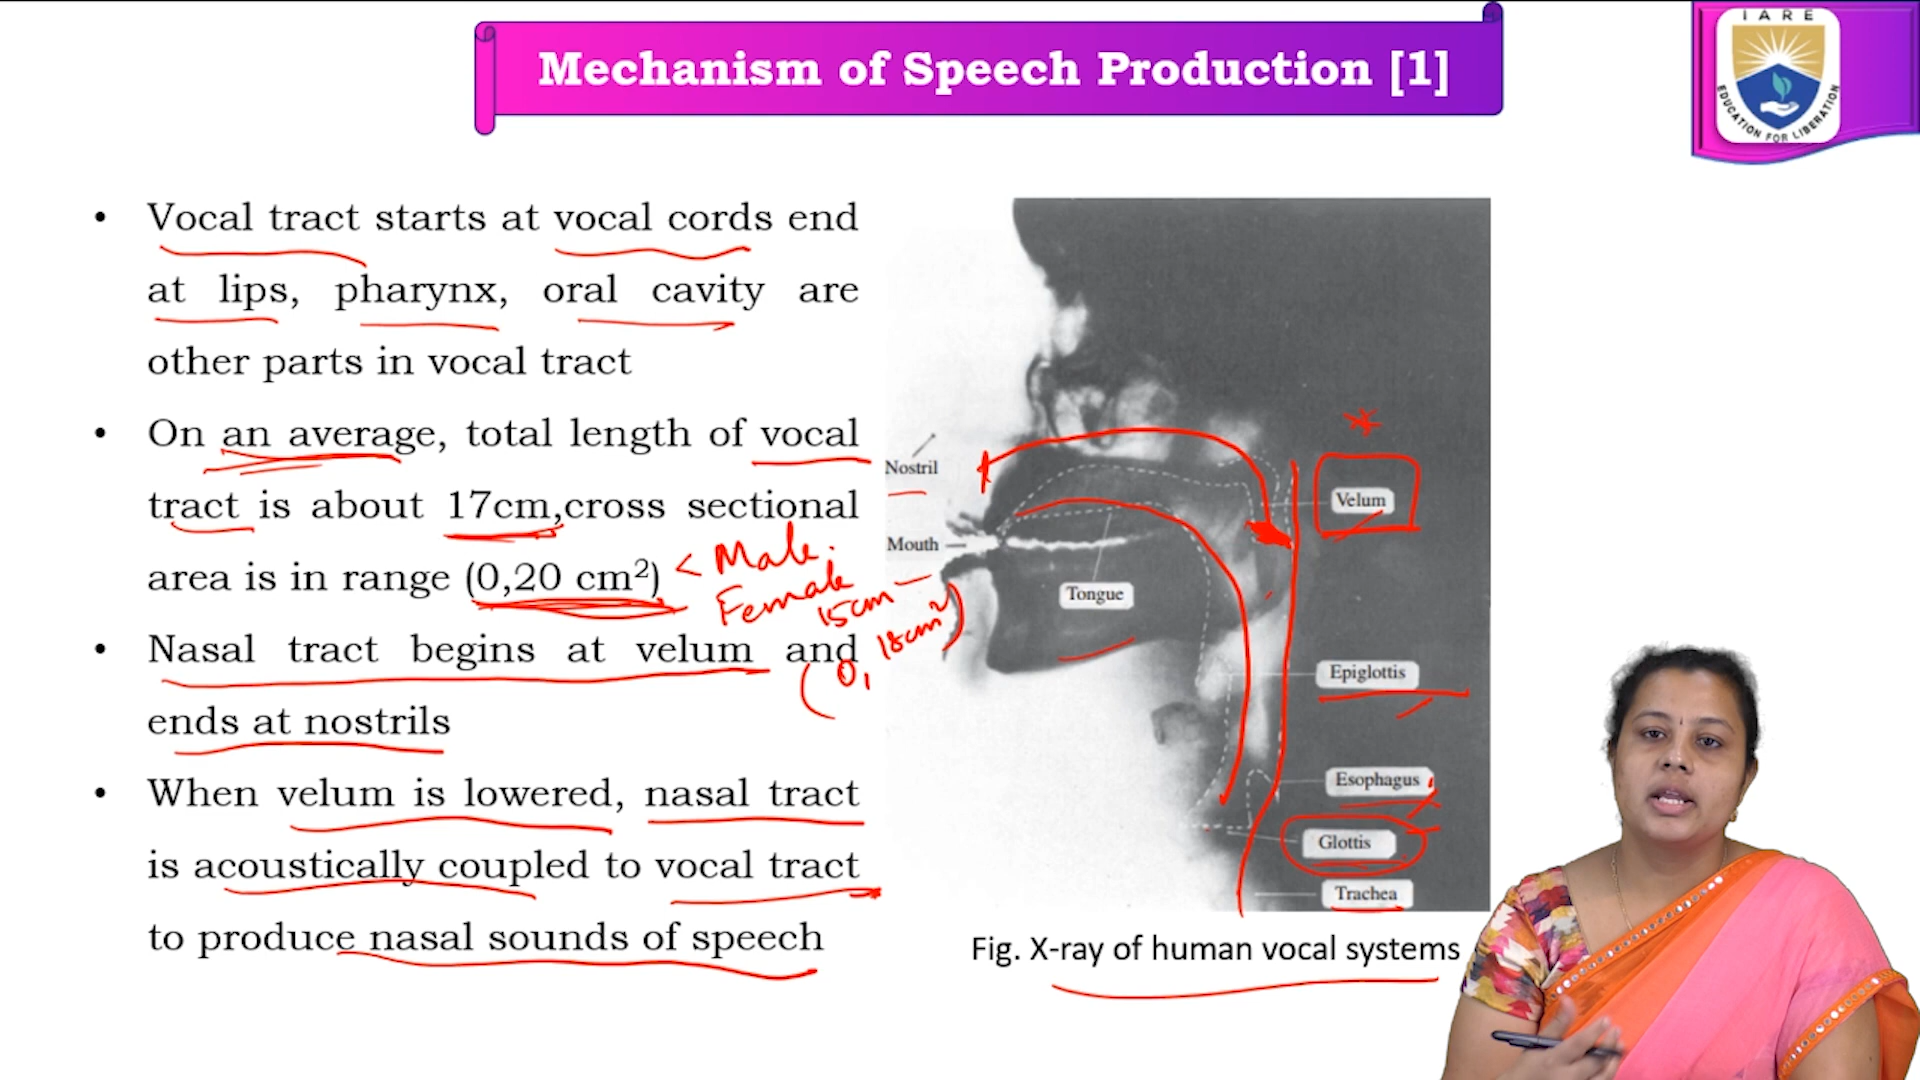 Mechanism of Speech Production [1]
IARE
EDUCATION FOR LIBERATION
• Vocal tract starts at vocal cords end
at lips, pharynx, oral cavity are
other parts in vocal tract
• On an average, total length of vocal
tract is about 17cm,cross sectional
area is in range (0,20 cm²)
< Male.
Female
15cm
(0, 18cm²)
• Nasal tract begins at velum and
ends at nostrils
• When velum is lowered, nasal tract
is acoustically coupled to vocal tract
to produce nasal sounds of speech
Nostril
Velum
Mouth
Tongue
Epiglottis
Esophagus
Glottis
Trachea
Fig. X-ray of human vocal systems